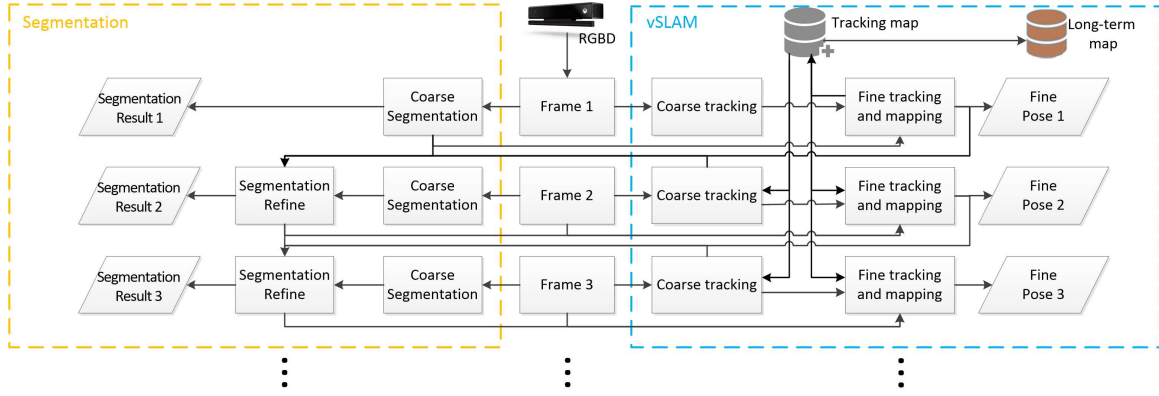 Segmentation
RGBD
vSLAM
Tracking map
Long-term
map
Segmentation
Result 1
Coarse
Segmentation
Frame 1
Coarse tracking
Fine tracking
and mapping
Fine
Pose 1
Segmentation
Result 2
Segmentation
Refine
Coarse
Segmentation
Frame 2
Coarse tracking
Fine tracking
and mapping
Fine
Pose 2
Segmentation
Result 3
Segmentation
Refine
Coarse
Segmentation
Frame 3
Coarse tracking
Fine tracking
and mapping
Fine
Pose 3